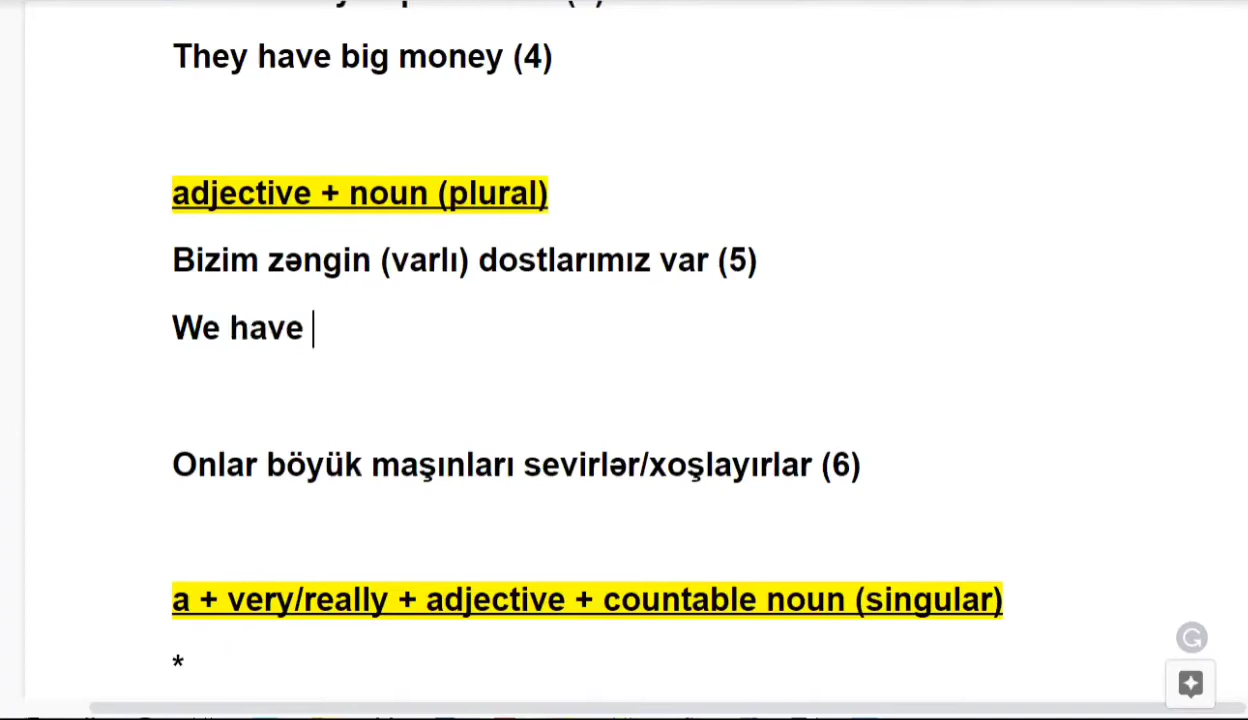 They have big money (4)
adjective + noun (plural)
Bizim zəngin (varlı) dostlarımız var (5)
We have
Onlar böyük maşınları sevirlər/xoşlayırlar (6)
a + very/really + adjective + countable noun (singular)
*